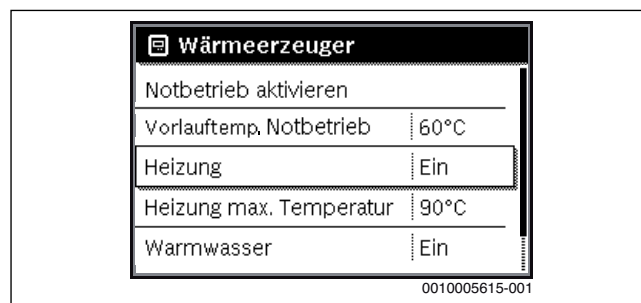 Wärmeerzeuger
Notbetrieb aktivieren
Vorlauftemp. Notbetrieb 60°C
Heizung Ein
Heizung max. Temperatur 90°C
Warmwasser Ein
0010005615-001